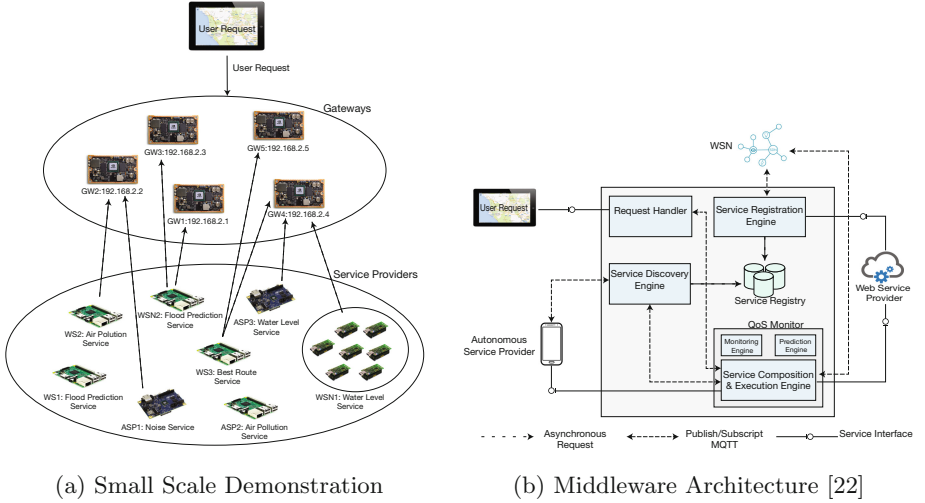 User Request
User Request
Gateways
GW3:192.168.2.3
GW5:192.168.2.5
GW2:192.168.2.2
GW1:192.168.2.1
GW4:192.168.2.4
Service Providers
WS2: Air Polution
Service
WSN2: Flood Prediction
Service
ASP3: Water Level
Service
WS3: Best Route
Service
WS1: Flood Prediction
Service
ASP1: Noise Service
ASP2: Air Pollution
Service
WSN1: Water Level
Service
(a) Small Scale Demonstration
WSN
User Request
Request Handler
Service Registration
Engine
Service Discovery
Engine
Service Registry
Web Service
Provider
Autonomous
Service Provider
QoS Monitor
Monitoring
Engine
Prediction
Engine
Service Composition
& Execution Engine
Asynchronous
Request
Publish/Subscript
MQTT
Service Interface
(b) Middleware Architecture [22]